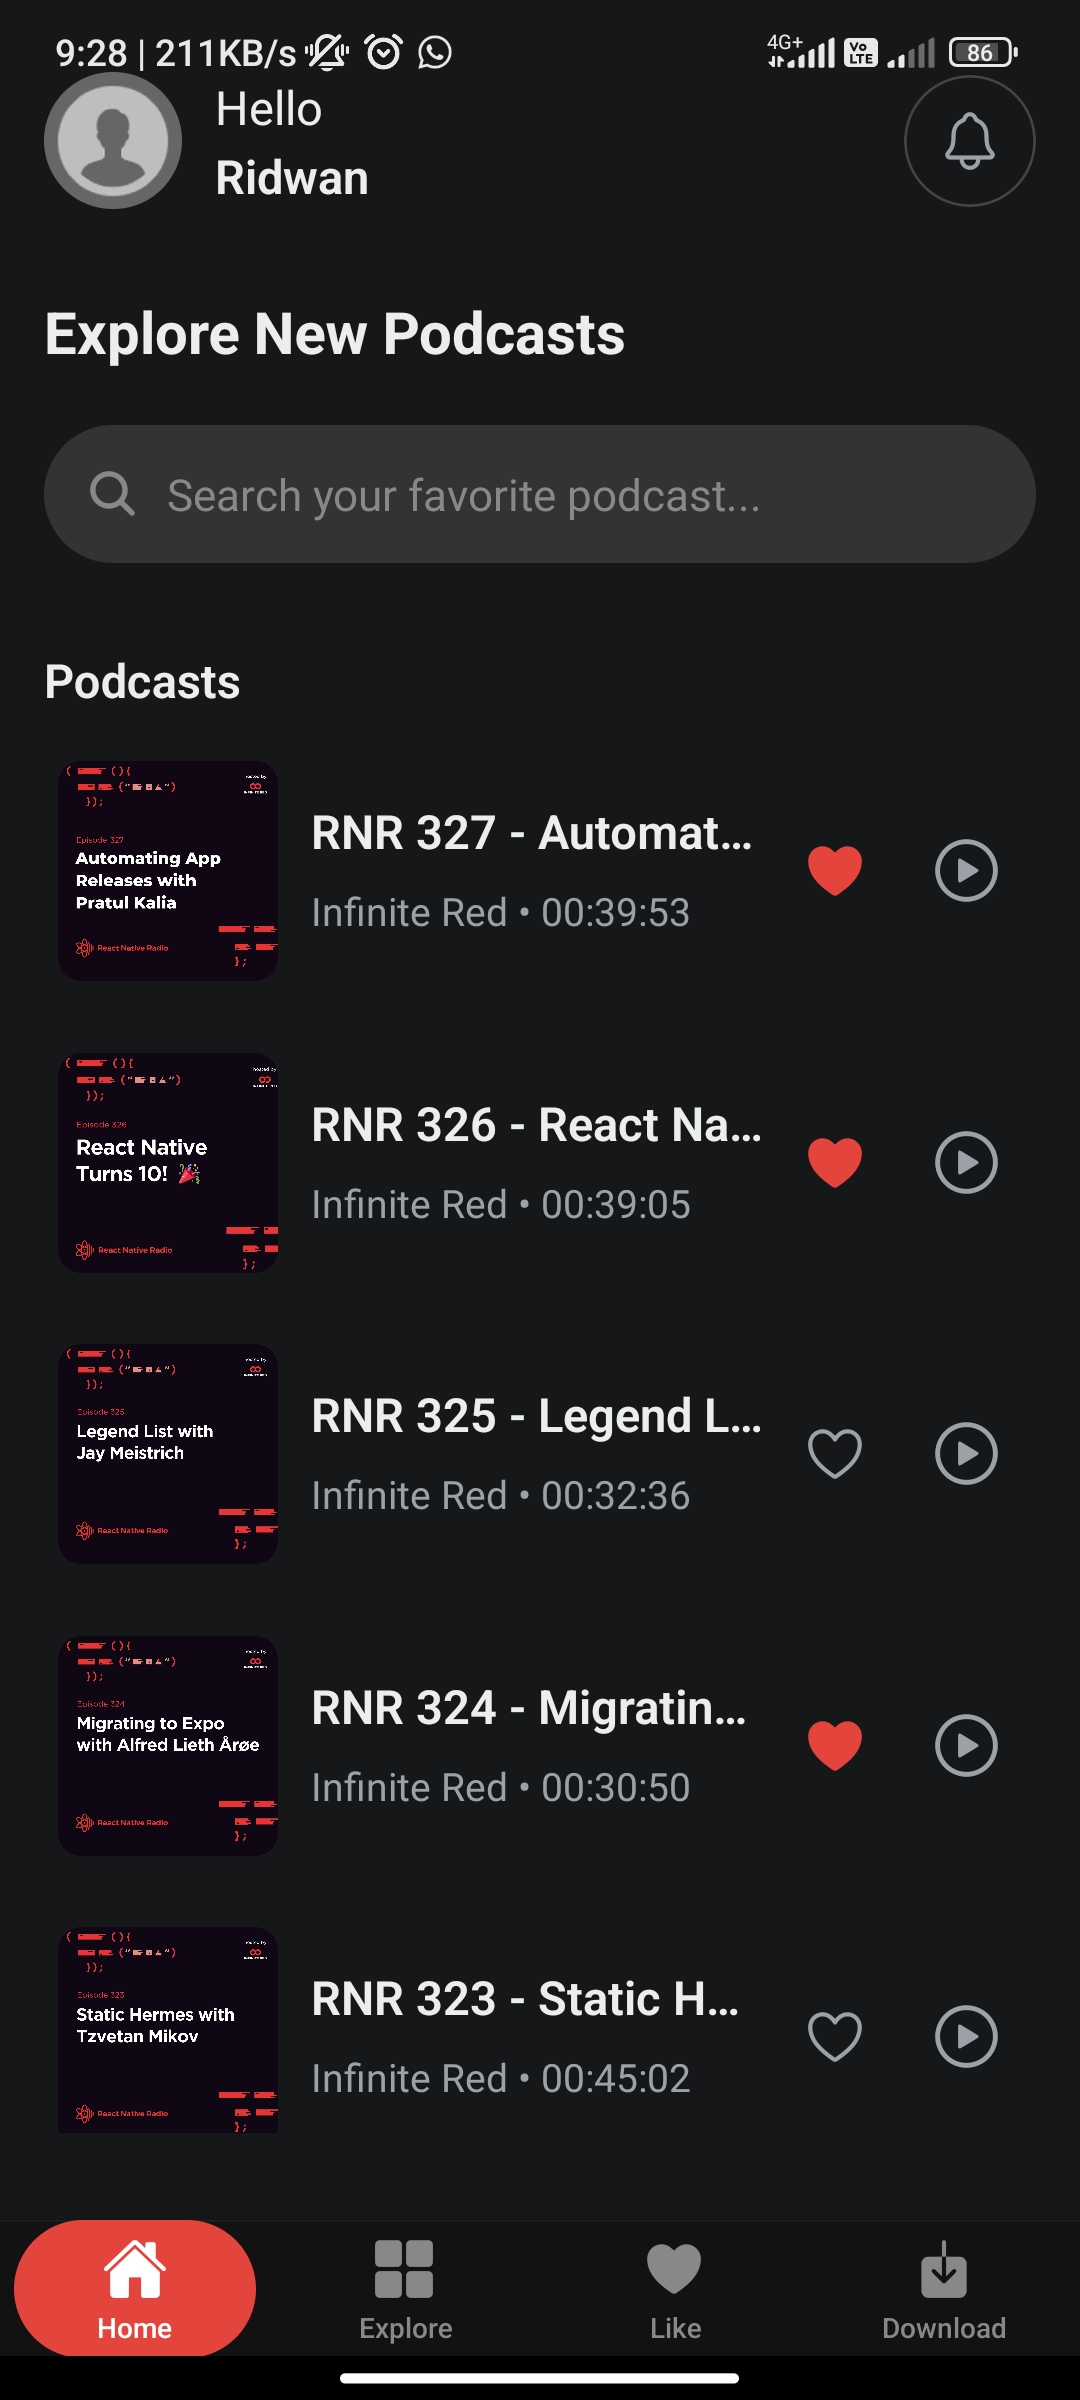 9:28 | 211KB/s
4G+
Vo
LTE
86
Hello
Ridwan
Explore New Podcasts
Search your favorite podcast...
Podcasts
Episode 327
Automating App
Releases with
Pratul Kalia
React Native Radio
RNR 327 - Automat...
Infinite Red • 00:39:53
hosted by
Episode 326
React Native
Turns 10! 🎉
React Native Radio
RNR 326 - React Na...
Infinite Red • 00:39:05
Episode 325
Legend List with
Jay Meistrich
React Native Radio
RNR 325 - Legend L...
Infinite Red • 00:32:36
Episode 324
Migrating to Expo
with Alfred Lieth Årøe
React Native Radio
RNR 324 - Migratin...
Infinite Red • 00:30:50
Episode 323
Static Hermes with
Tzvetan Mikov
React Native Radio
RNR 323 - Static H...
Infinite Red • 00:45:02
Home
Explore
Like
Download